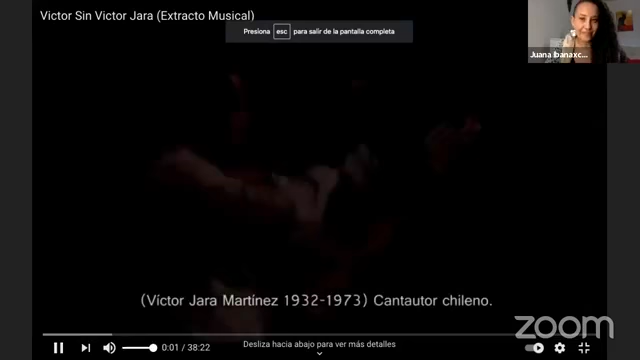 Victor Sin Victor Jara (Extracto Musical)
Presiona esc para salir de la pantalla completa
Juana Ibanaxc...
(Víctor Jara Martínez 1932-1973) Cantautor chileno.
zoom
0:01 / 38:22
Desliza hacia abajo para ver más detalles